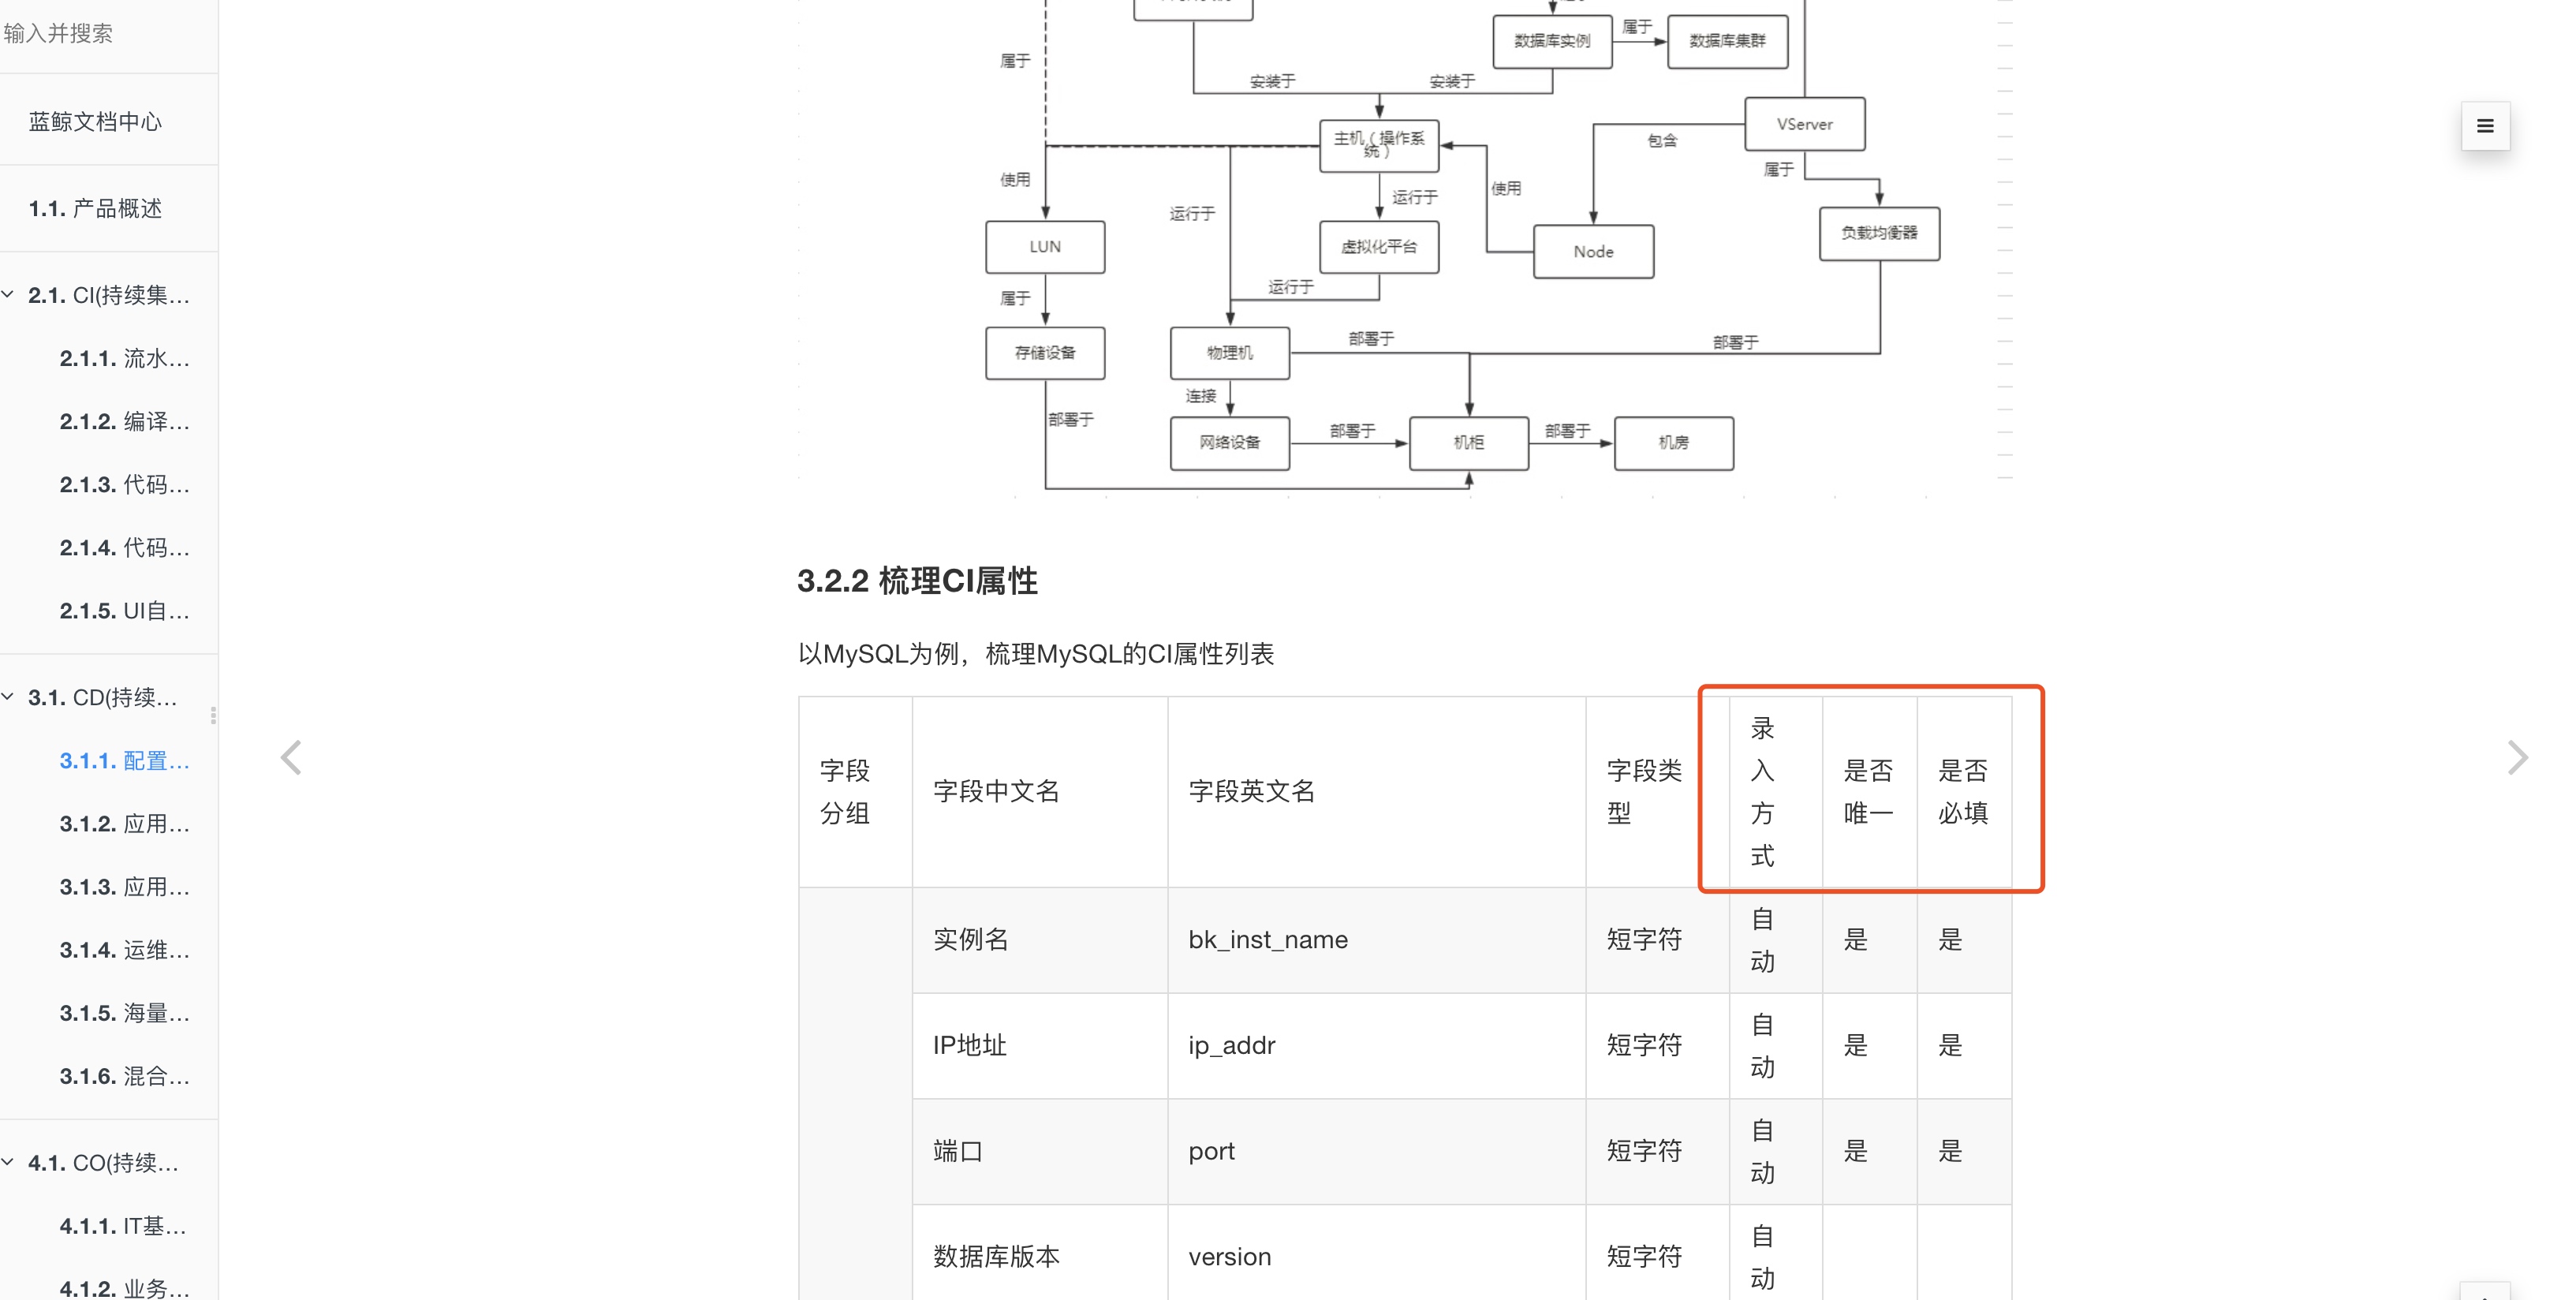 输入并搜索
蓝鲸文档中心
1.1. 产品概述
2.1. CI(持续集...
2.1.1. 流水...
2.1.2. 编译...
2.1.3. 代码...
2.1.4. 代码...
2.1.5. UI自...
3.1. CD(持续...
3.1.1. 配置...
3.1.2. 应用...
3.1.3. 应用...
3.1.4. 运维...
3.1.5. 海量...
3.1.6. 混合...
4.1. CO(持续...
4.1.1. IT基...
4.1.2. 业务...
数据库实例
属于
数据库集群
属于
安装于
安装于
主机（操作系
统）
VServer
包含
属于
使用
运行于
运行于
使用
LUN
虚拟化平台
Node
负载均衡器
属于
运行于
存储设备
物理机
部署于
部署于
连接
部署于
网络设备
部署于
机柜
部署于
机房
3.2.2 梳理CI属性
以MySQL为例，梳理MySQL的CI属性列表
字段
分组
字段中文名
字段英文名
字段类
型
录
入
方
式
是否
唯一
是否
必填
实例名
bk_inst_name
短字符
自
动
是
是
IP地址
ip_addr
短字符
自
动
是
是
端口
port
短字符
自
动
是
是
数据库版本
version
短字符
自
动